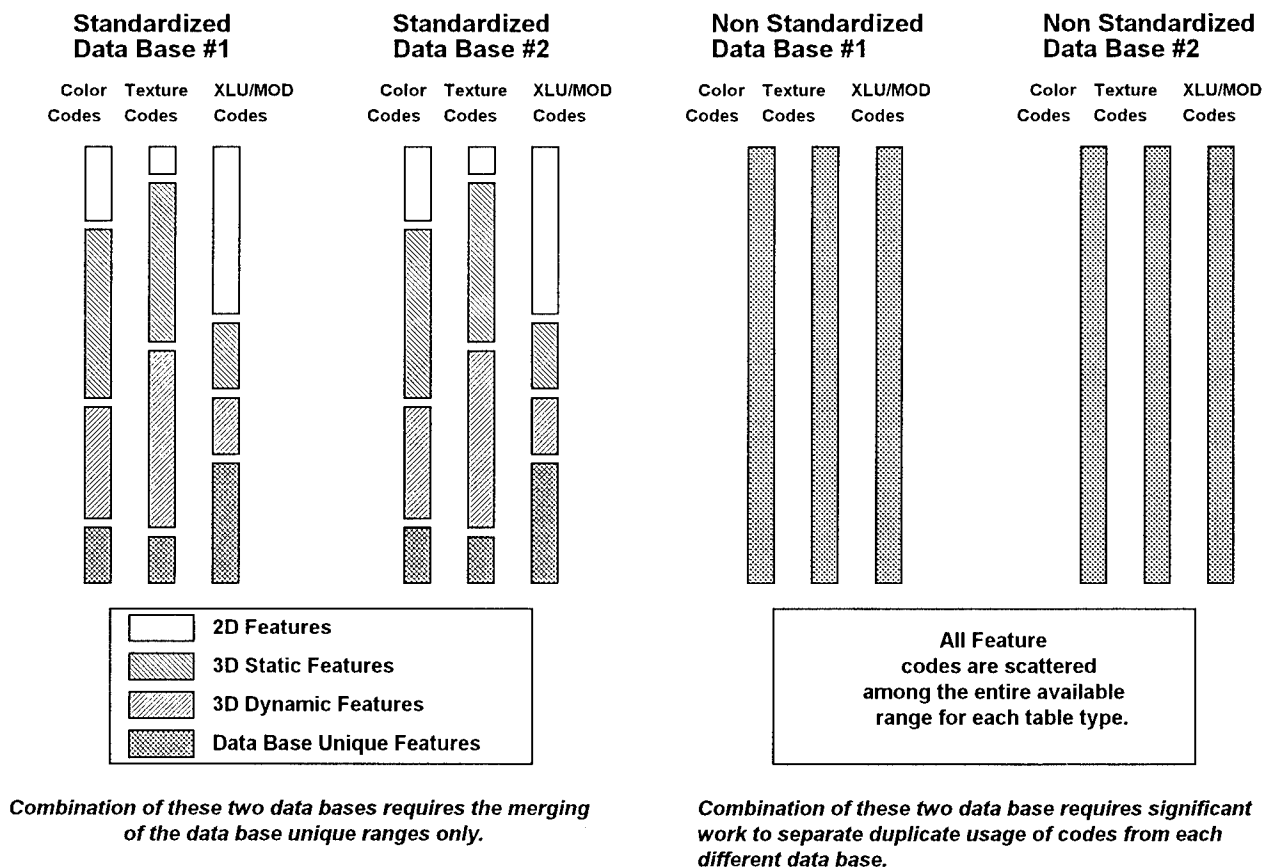 Standardized
Data Base #1
Standardized
Data Base #2
Non Standardized
Data Base #1
Non Standardized
Data Base #2
Color Texture XLU/MOD
Codes Codes Codes
Color Texture XLU/MOD
Codes Codes Codes
Color Texture XLU/MOD
Codes Codes Codes
Color Texture XLU/MOD
Codes Codes Codes
2D Features
3D Static Features
3D Dynamic Features
Data Base Unique Features
All Feature
codes are scattered
among the entire available
range for each table type.
Combination of these two data bases requires the merging
of the data base unique ranges only.
Combination of these two data base requires significant
work to separate duplicate usage of codes from each
different data base.